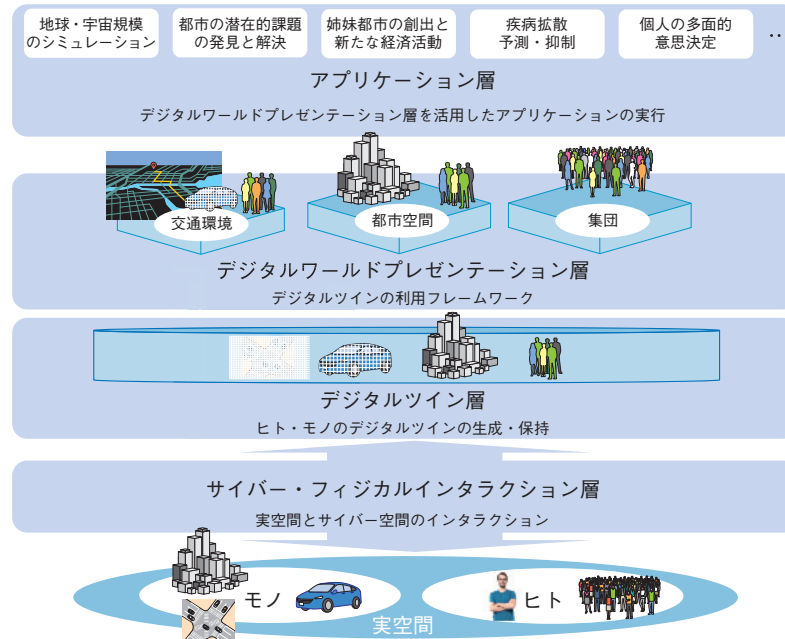 地球・宇宙規模
のシミュレーション
都市の潜在的課題
の発見と解決
姉妹都市の創出と
新たな経済活動
疾病拡散
予測・抑制
個人の多面的
意思決定
…
アプリケーション層
デジタルワールドプレゼンテーション層を活用したアプリケーションの実行
交通環境
都市空間
集団
デジタルワールドプレゼンテーション層
デジタルツインの利用フレームワーク
デジタルツイン層
ヒト・モノのデジタルツインの生成・保持
サイバー・フィジカルインタラクション層
実空間とサイバー空間のインタラクション
モノ
ヒト
実空間